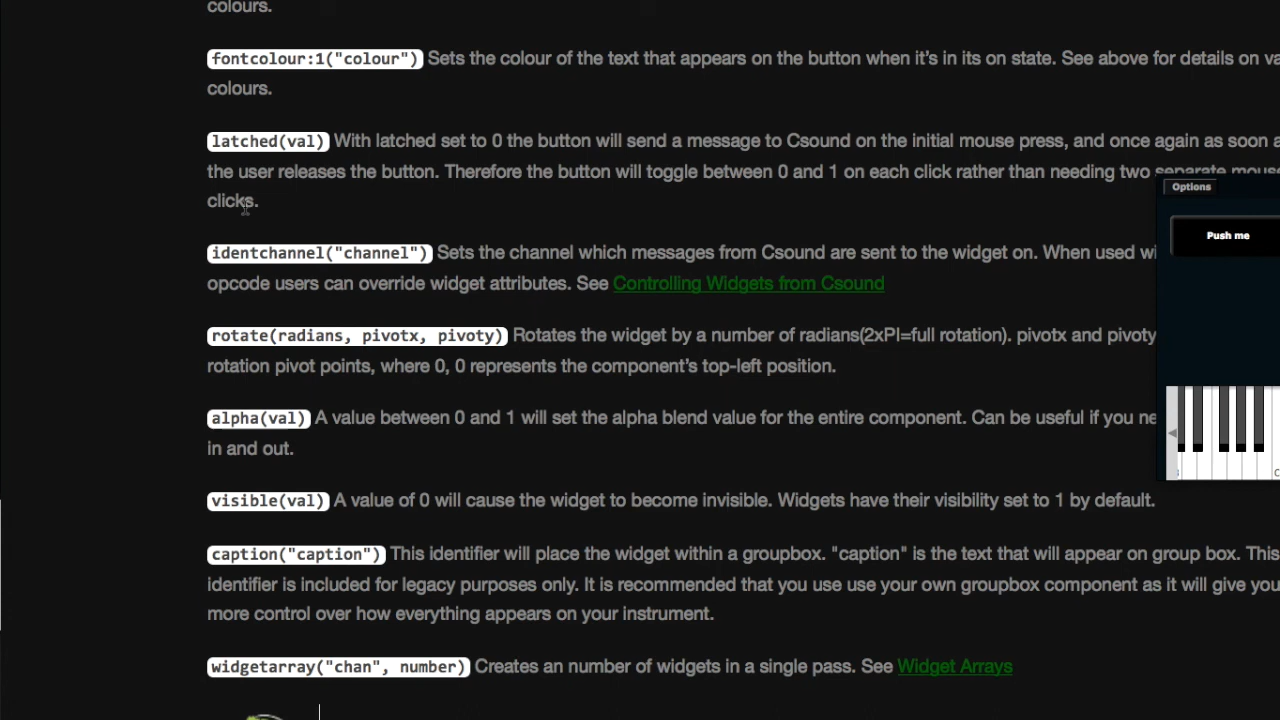 colours.
fontcolour:1("colour") Sets the colour of the text that appears on the button when it's in its on state. See above for details on va
colours.
latched(val) With latched set to 0 the button will send a message to Csound on the initial mouse press, and once again as soon a
the user releases the button. Therefore the button will toggle between 0 and 1 on each click rather than needing two separate mouse
clicks.
Options
Push me
identchannel("channel") Sets the channel which messages from Csound are sent to the widget on. When used wi
opcode users can override widget attributes. See Controlling Widgets from Csound
rotate(radians, pivotx, pivoty) Rotates the widget by a number of radians(2xPI=full rotation). pivotx and pivoty
rotation pivot points, where 0, 0 represents the component's top-left position.
alpha(val) A value between 0 and 1 will set the alpha blend value for the entire component. Can be useful if you ne
in and out.
visible(val) A value of 0 will cause the widget to become invisible. Widgets have their visibility set to 1 by default.
caption("caption") This identifier will place the widget within a groupbox. "caption" is the text that will appear on group box. This
identifier is included for legacy purposes only. It is recommended that you use use your own groupbox component as it will give you
more control over how everything appears on your instrument.
widgetarray("chan", number) Creates an number of widgets in a single pass. See Widget Arrays